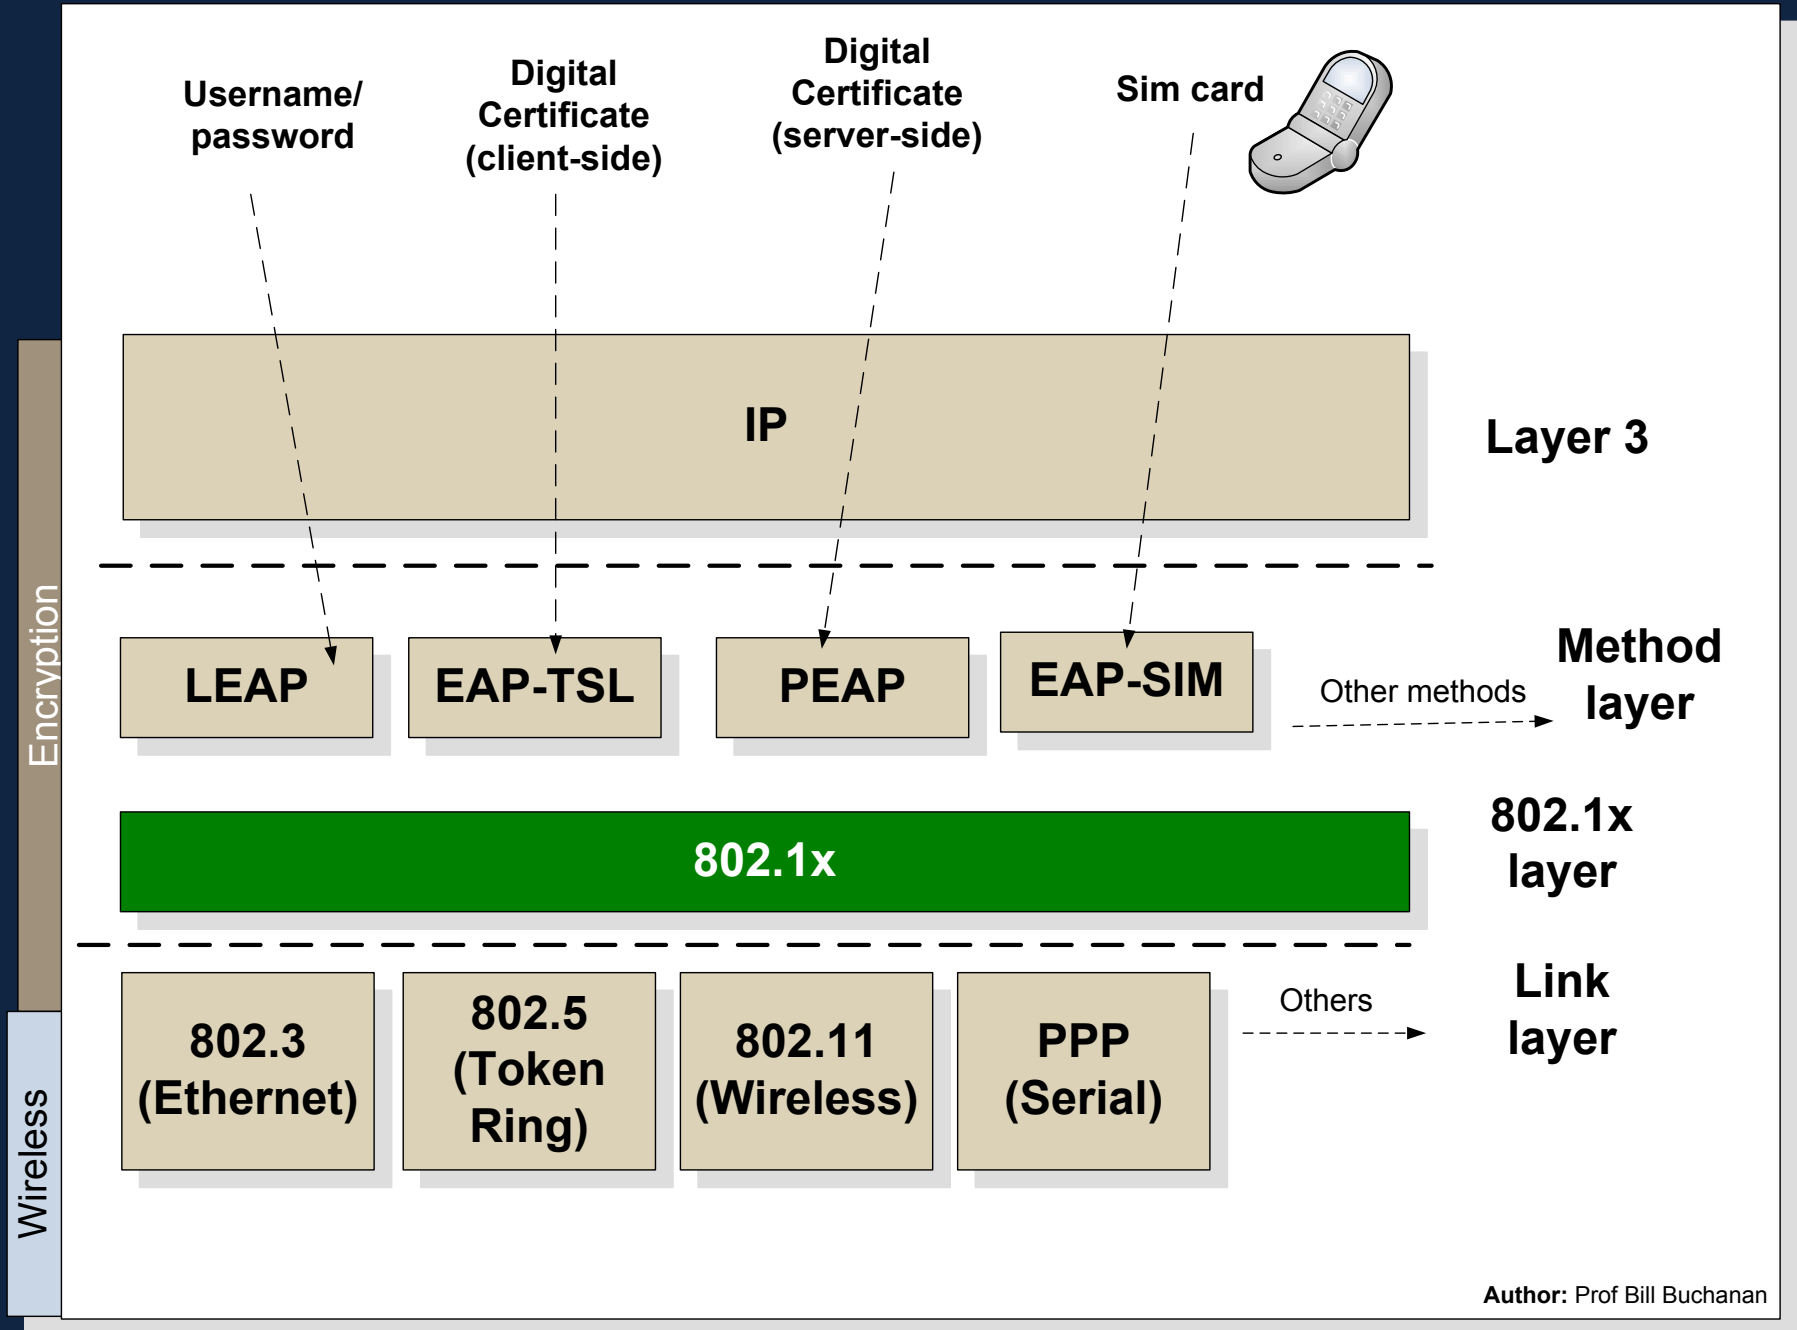 Username/
password
Digital
Certificate
(client-side)
Digital
Certificate
(server-side)
Sim card
IP
Layer 3
LEAP
EAP-TSL
PEAP
EAP-SIM
Other methods
Method
layer
802.1x
802.1x
layer
802.3
(Ethernet)
802.5
(Token
Ring)
802.11
(Wireless)
PPP
(Serial)
Others
Link
layer
Encryption
Wireless
Author: Prof Bill Buchanan